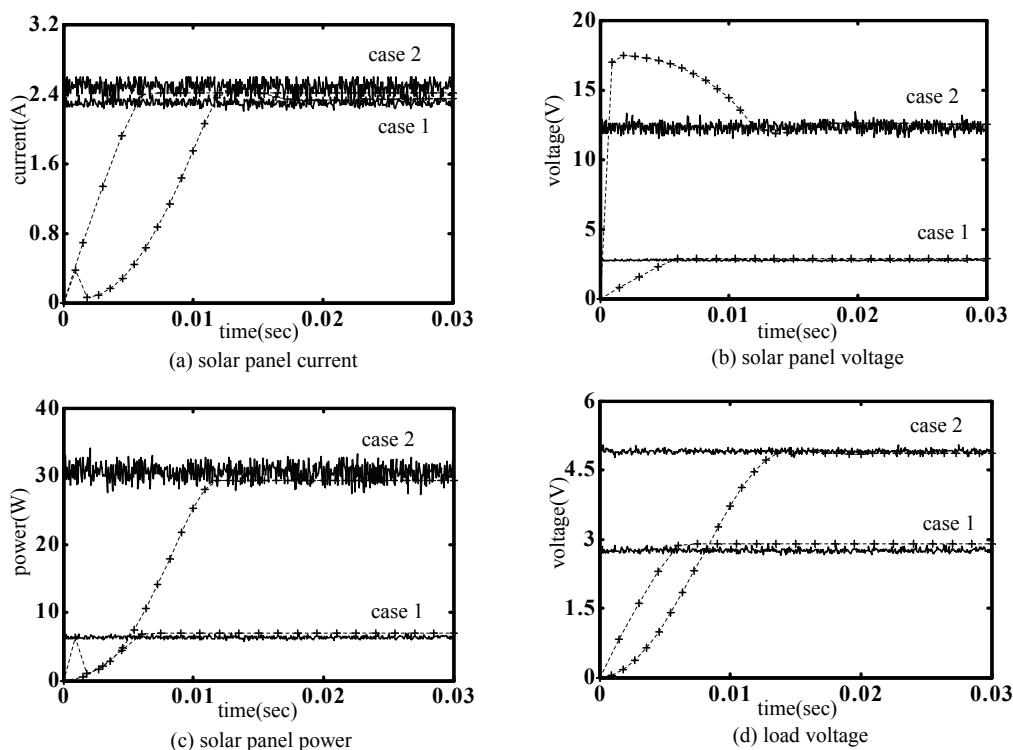 3.2
2.4
1.6
0.8
0
current(A)
case 2
case 1
0
0.01
0.02
0.03
time(sec)
(a) solar panel current
20
15
10
5
0
voltage(V)
case 2
case 1
0
0.01
0.02
0.03
time(sec)
(b) solar panel voltage
40
30
20
10
0
power(W)
case 2
case 1
0
0.01
0.02
0.03
time(sec)
(c) solar panel power
6
4.5
3
1.5
0
voltage(V)
case 2
case 1
0
0.01
0.02
0.03
time(sec)
(d) load voltage